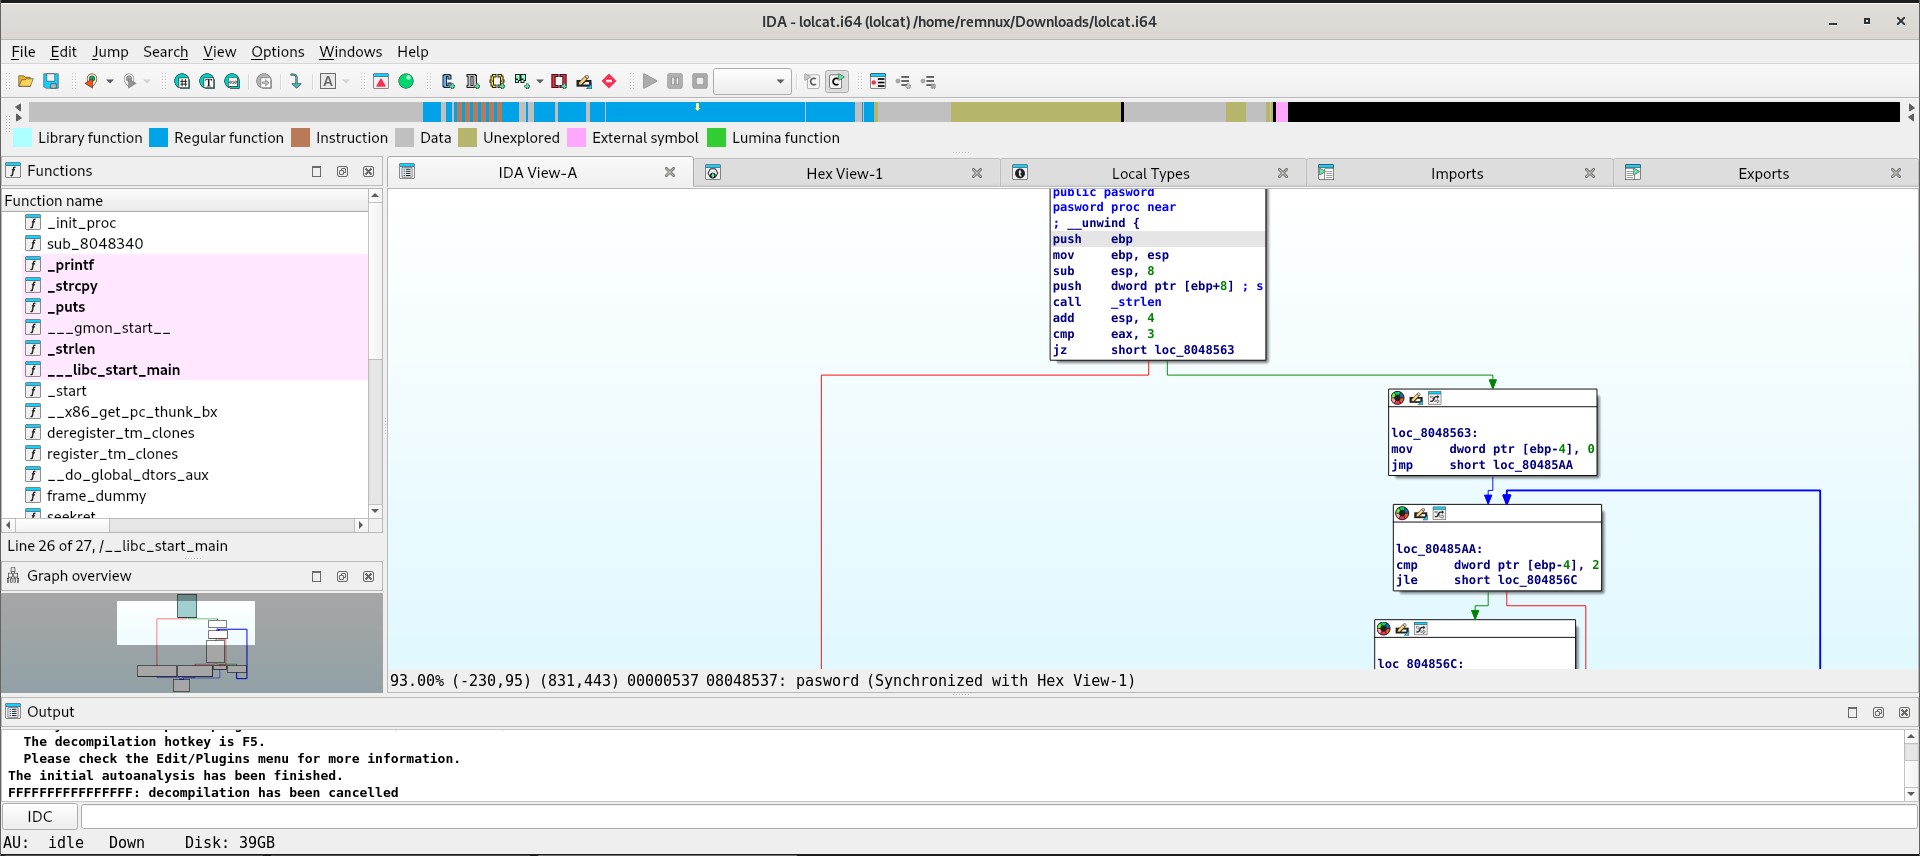 IDA - lolcat.i64 (lolcat) /home/remnux/Downloads/lolcat.i64
File Edit Jump Search View Options Windows Help
Library function Regular function Instruction Data Unexplored External symbol Lumina function
Functions
Function name
_init_proc
sub_8048340
_printf
_strcpy
_puts
___gmon_start__
_strlen
___libc_start_main
_start
__x86_get_pc_thunk_bx
deregister_tm_clones
register_tm_clones
__do_global_dtors_aux
frame_dummy
seekret
Line 26 of 27, /__libc_start_main
Graph overview
IDA View-A Hex View-1 Local Types Imports Exports
public pasword
pasword proc near
; __unwind {
push ebp
mov ebp, esp
sub esp, 8
push dword ptr [ebp+8] ; s
call _strlen
add esp, 4
cmp eax, 3
jz short loc_8048563
loc_8048563:
mov dword ptr [ebp-4], 0
jmp short loc_80485AA
loc_80485AA:
cmp dword ptr [ebp-4], 2
jle short loc_804856C
loc_804856C:
93.00% (-230,95) (831,443) 00000537 08048537: pasword (Synchronized with Hex View-1)
Output
The decompilation hotkey is F5.
Please check the Edit/Plugins menu for more information.
The initial autoanalysis has been finished.
FFFFFFFFFFFFFFFF: decompilation has been cancelled
IDC
AU: idle Down Disk: 39GB